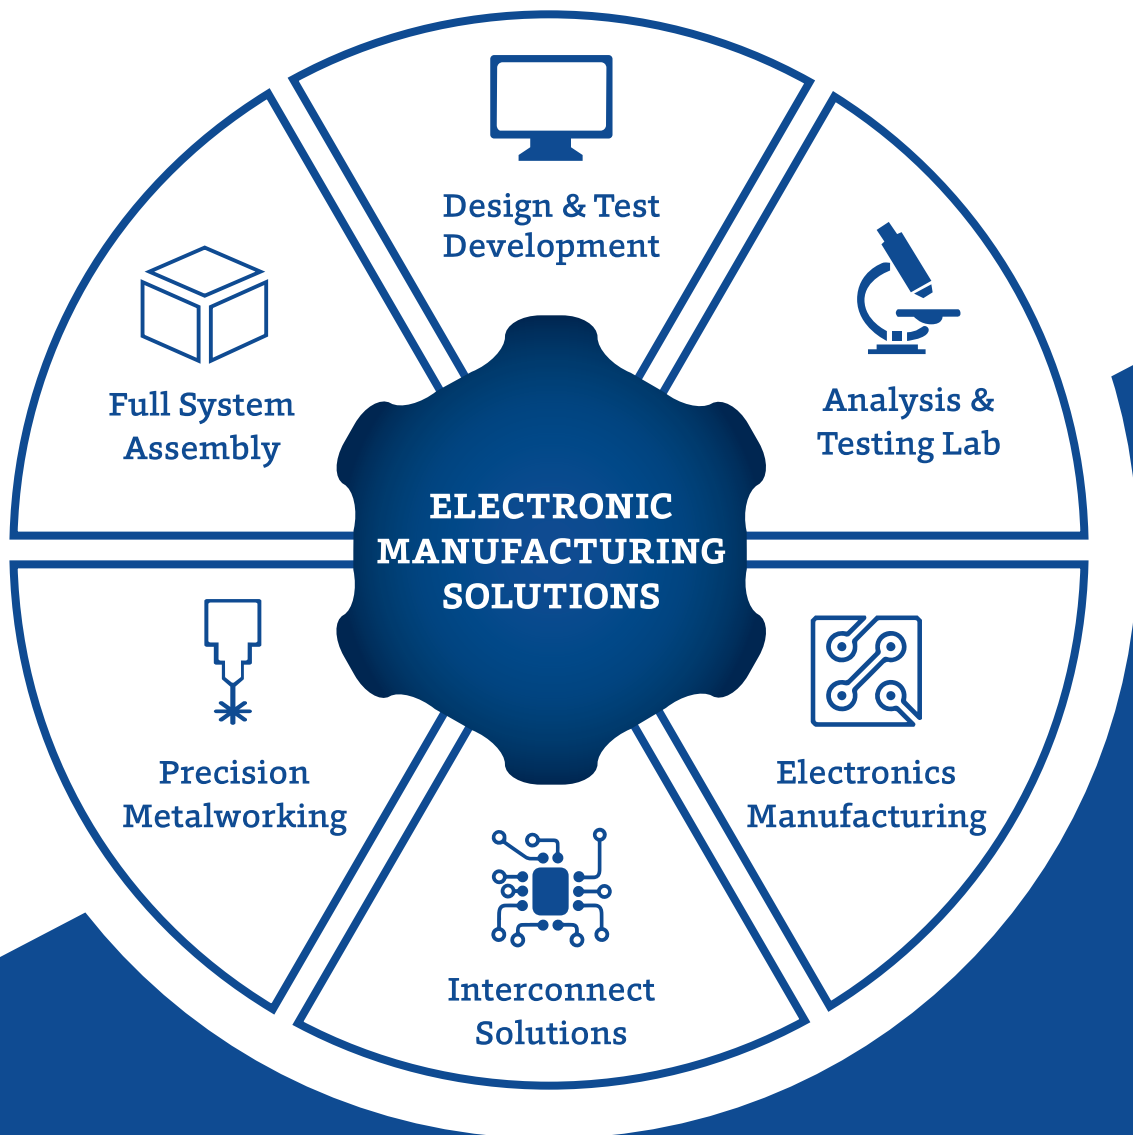 Design & Test
Development
Analysis &
Testing Lab
Electronics
Manufacturing
Interconnect
Solutions
Precision
Metalworking
Full System
Assembly
ELECTRONIC
MANUFACTURING
SOLUTIONS